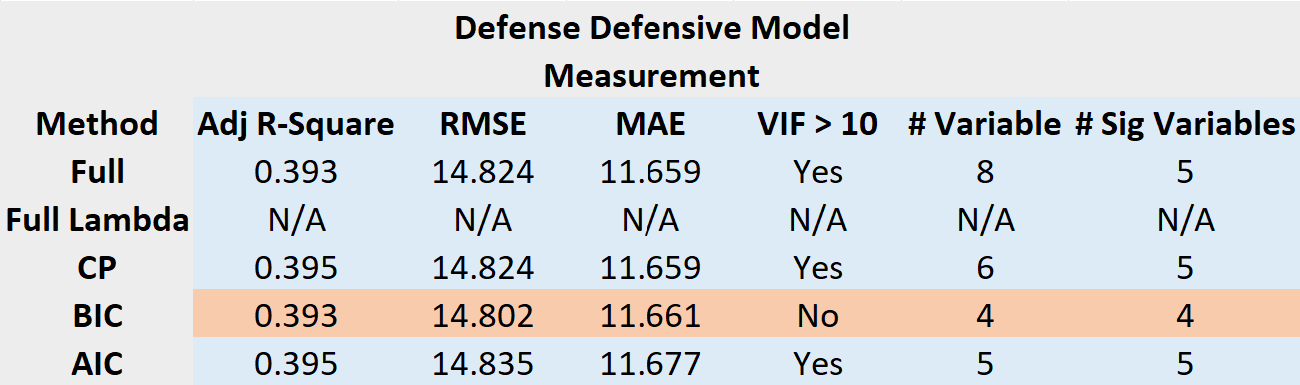 Defense Defensive Model
Measurement
Method Adj R-Square RMSE MAE VIF > 10 # Variable # Sig Variables
Full 0.393 14.824 11.659 Yes 8 5
Full Lambda N/A N/A N/A N/A N/A N/A
CP 0.395 14.824 11.659 Yes 6 5
BIC 0.393 14.802 11.661 No 4 4
AIC 0.395 14.835 11.677 Yes 5 5